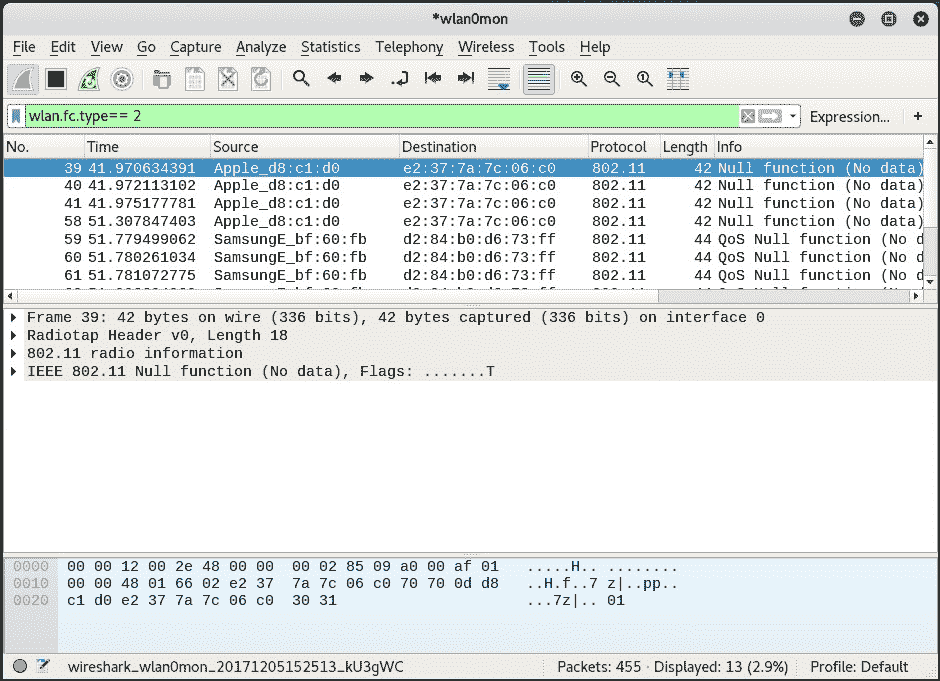 *wlan0mon
File Edit View Go Capture Analyze Statistics Telephony Wireless Tools Help
wlan.fc.type== 2 Expression... +
No. Time Source Destination Protocol Length Info
39 41.970634391 Apple_d8:c1:d0 e2:37:7a:7c:06:c0 802.11 42 Null function (No data)
40 41.972113102 Apple_d8:c1:d0 e2:37:7a:7c:06:c0 802.11 42 Null function (No data)
41 41.975177781 Apple_d8:c1:d0 e2:37:7a:7c:06:c0 802.11 42 Null function (No data)
58 51.307847403 Apple_d8:c1:d0 e2:37:7a:7c:06:c0 802.11 42 Null function (No data)
59 51.779499062 SamsungE_bf:60:fb d2:84:b0:d6:73:ff 802.11 44 QoS Null function (No d
60 51.780261034 SamsungE_bf:60:fb d2:84:b0:d6:73:ff 802.11 44 QoS Null function (No d
61 51.781072775 SamsungE_bf:60:fb d2:84:b0:d6:73:ff 802.11 44 QoS Null function (No d
Frame 39: 42 bytes on wire (336 bits), 42 bytes captured (336 bits) on interface 0
Radiotap Header v0, Length 18
802.11 radio information
IEEE 802.11 Null function (No data), Flags: .......T
0000 00 00 12 00 2e 48 00 00 00 02 85 09 a0 00 af 01 .....H.. ........
0010 00 00 48 01 66 02 e2 37 7a 7c 06 c0 70 70 0d d8 ..H.f..7 z|..pp..
0020 c1 d0 e2 37 7a 7c 06 c0 30 31 ...7z|.. 01
wireshark_wlan0mon_20171205152513_kU3gWC Packets: 455 · Displayed: 13 (2.9%) Profile: Default